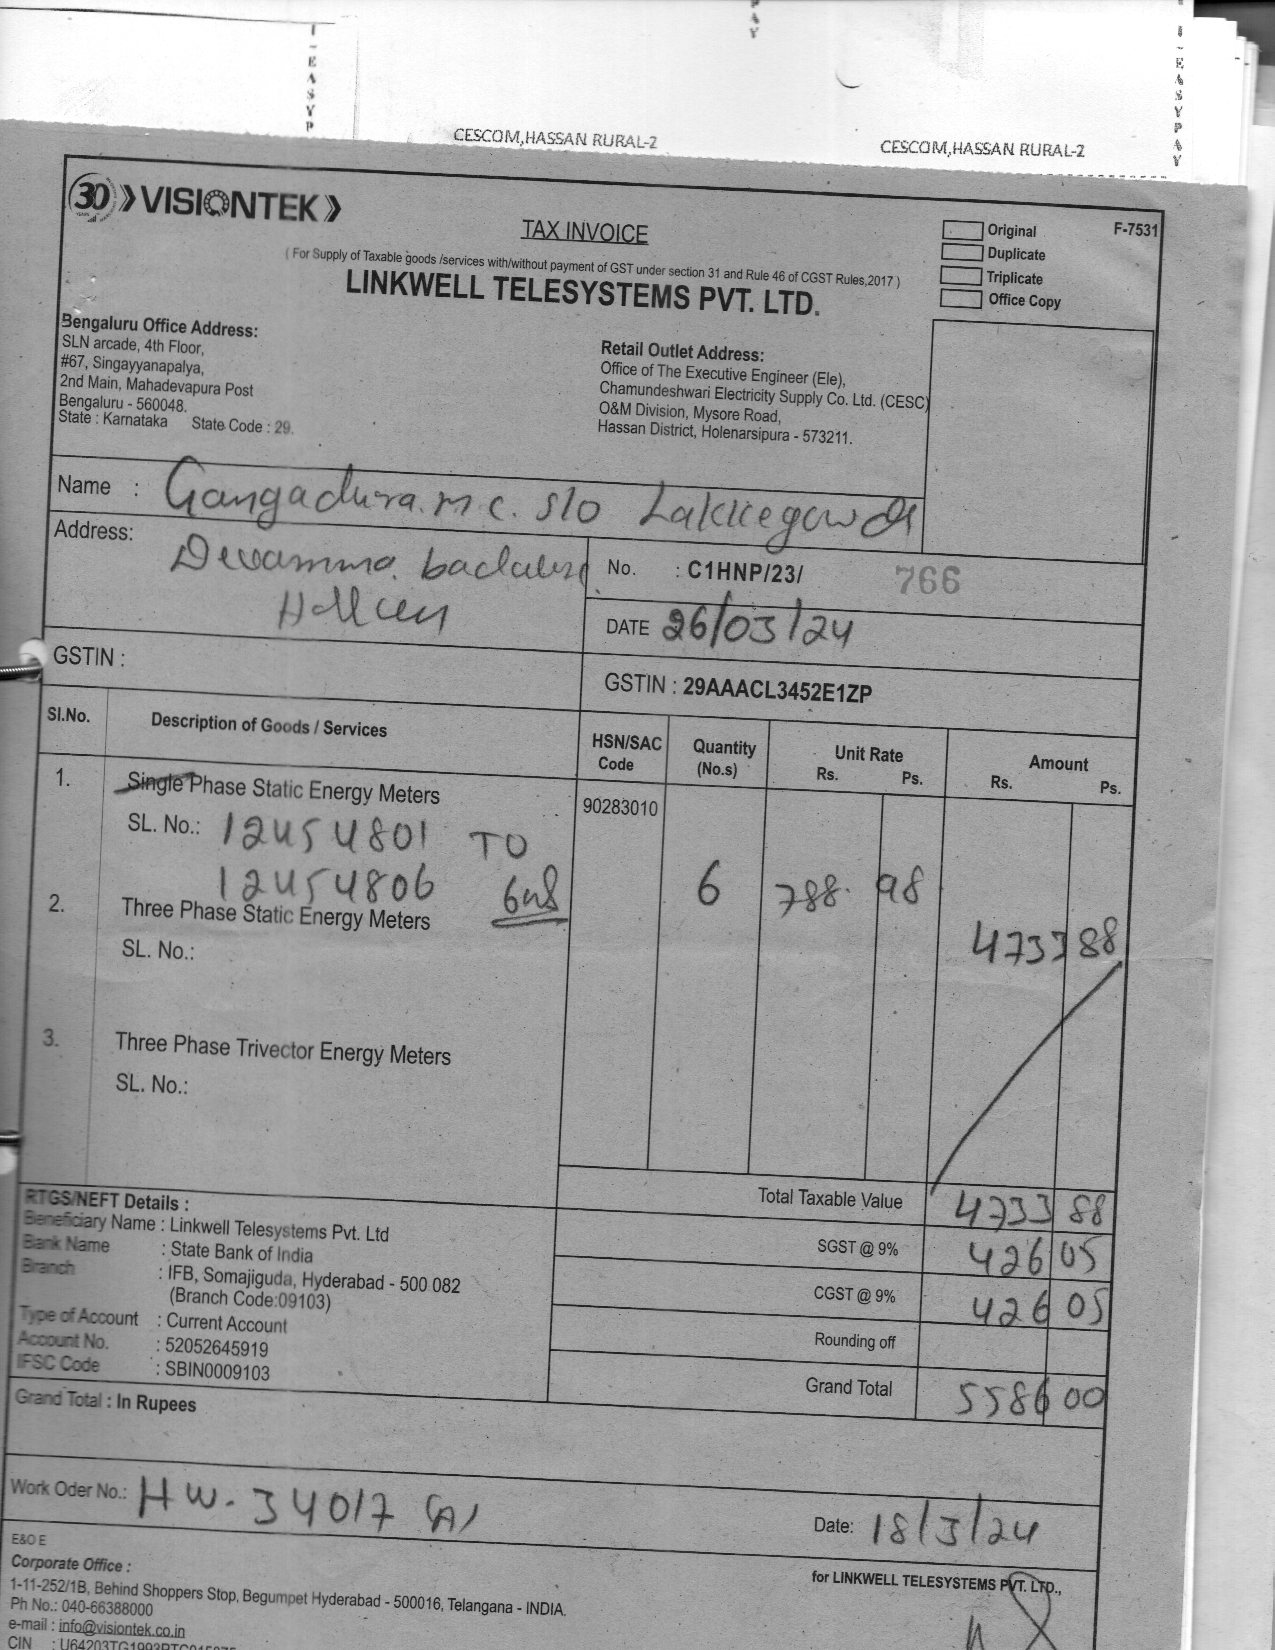 I - EASYP
PAY
I - EASYPAY
CESCOM,HASSAN RURAL-2
CESCOM,HASSAN RURAL-2
30 YEARS VISIONTEK
TAX INVOICE
( For Supply of Taxable goods /services with/without payment of GST under section 31 and Rule 46 of CGST Rules,2017 )
LINKWELL TELESYSTEMS PVT. LTD.
Original
Duplicate
Triplicate
Office Copy
F-7531
Bengaluru Office Address:
SLN arcade, 4th Floor,
#67, Singayyanapalya,
2nd Main, Mahadevapura Post
Bengaluru - 560048.
State : Karnataka State Code : 29.
Retail Outlet Address:
Office of The Executive Engineer (Ele),
Chamundeshwari Electricity Supply Co. Ltd. (CESC)
O&M Division, Mysore Road,
Hassan District, Holenarsipura - 573211.
Name : Gangadura.m c. S/o Lakkegowda
Address: Devamma
No. : C1HNP/23/ 766
DATE 26/03/24
GSTIN :
GSTIN : 29AAACL3452E1ZP
Sl.No. Description of Goods / Services HSN/SAC Code Quantity (No.s) Unit Rate Rs. Ps. Amount Rs. Ps.
1. Single Phase Static Energy Meters 90283010
SL. No.: 12454801 TO
12454806 6 788. 98
2. Three Phase Static Energy Meters
4733 88
SL. No.:
3. Three Phase Trivector Energy Meters
SL. No.:
Total Taxable Value 4733 88
SGST @ 9% 426 05
CGST @ 9% 426 05
Rounding off
Grand Total 5586 00
RTGS/NEFT Details :
Beneficiary Name : Linkwell Telesystems Pvt. Ltd
Bank Name : State Bank of India
Branch : IFB, Somajiguda, Hyderabad - 500 082
(Branch Code:09103)
Type of Account : Current Account
Account No. : 52052645919
IFSC Code : SBIN0009103
Grand Total : In Rupees
Work Oder No.: HW. 34017
Date: 18/3/24
E&O E
Corporate Office :
1-11-252/1B, Behind Shoppers Stop, Begumpet Hyderabad - 500016, Telangana - INDIA.
Ph No.: 040-66388000
e-mail : info@visiontek.co.in
CIN :
for LINKWELL TELESYSTEMS PVT. LTD.,